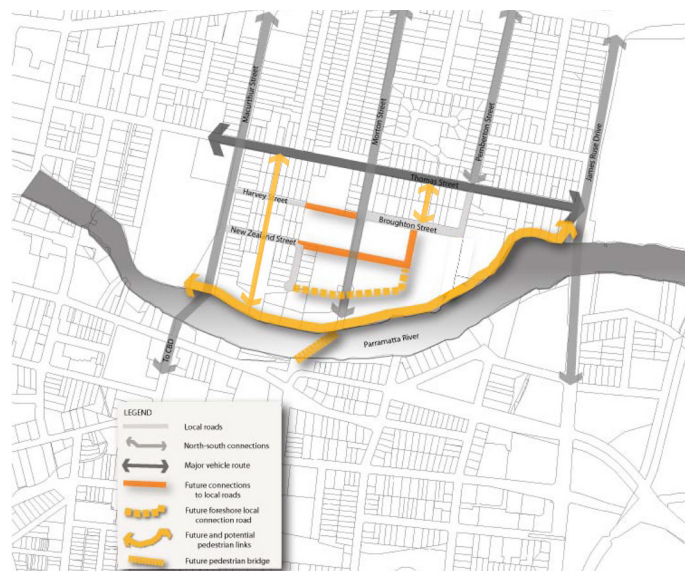 Macarthur Street
Morton Street
Pemberton Street
James Ruse Drive
Thomas Street
Harvey Street
Broughton Street
New Zealand Street
Parramatta River
To CBD
LEGEND
Local roads
North-south connections
Major vehicle route
Future connections
to local roads
Future foreshore local
connection road
Future and potential
pedestrian links
Future pedestrian bridge